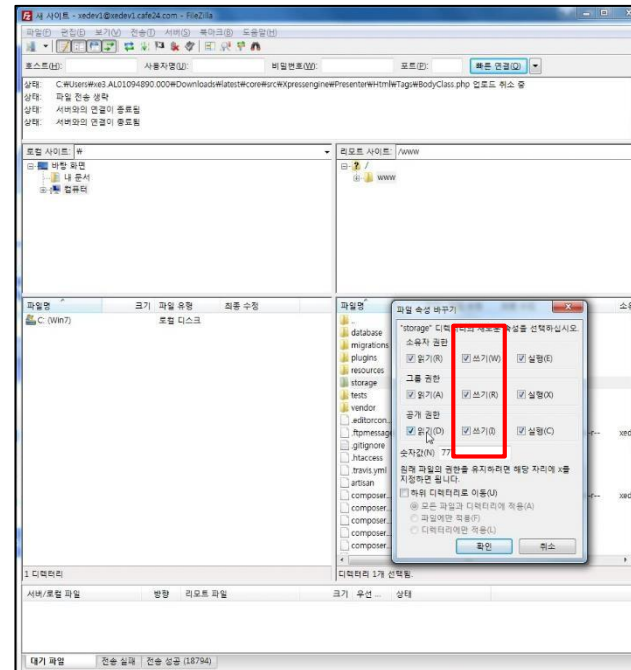 새 사이트 - xedev1@xedev1.cafe24.com - FileZilla
파일(F) 편집(E) 보기(V) 전송(T) 서버(S) 북마크(B) 도움말(H)
호스트(H): 사용자명(U): 비밀번호(W): 포트(P): 빠른 연결(Q)
상태: C:₩Users₩xe3.AL01094890.000₩Downloads₩latest₩core₩src₩Xpressengine₩Presenter₩Html₩Tags₩BodyClass.php 업로드 취소 중
상태: 파일 전송 생략
상태: 서버와의 연결이 종료됨
상태: 서버와의 연결이 종료됨
로컬 사이트: ₩
바탕 화면
내 문서
컴퓨터
리모트 사이트: /www
/
www
파일명 크기 파일 유형 최종 수정
C: (Win7) 로컬 디스크
1 디렉터리
파일명
..
database
migrations
plugins
resources
storage
tests
vendor
.editorcon...
.ftpmessag
.gitignore
.htaccess
.travis.yml
artisan
composer...
composer...
composer...
composer...
디렉터리 1개 선택됨.
파일 속성 바꾸기
"storage" 디렉터리의 새로운 속성을 선택하십시오.
소유자 권한
읽기(R) 쓰기(W) 실행(E)
그룹 권한
읽기(A) 쓰기(R) 실행(X)
공개 권한
읽기(D) 쓰기(I) 실행(C)
숫자값(N) 77
원래 파일의 권한을 유지하려면 해당 자리에 x를
지정하면 됩니다.
하위 디렉터리로 이동(U)
모든 파일과 디렉터리에 적용(A)
파일에만 적용(F)
디렉터리에만 적용(L)
확인 취소
-r-- xed
-r-- xed
서버/로컬 파일 방향 리모트 파일 크기 우선 ... 상태
대기 파일 전송 실패 전송 성공 (18794)